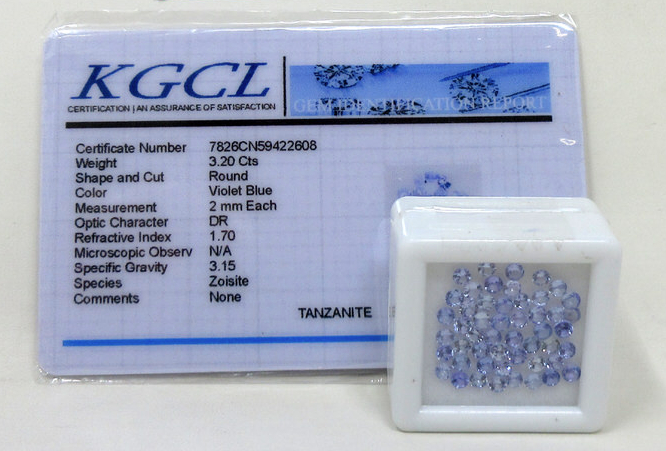 KGCL
CERTIFICATION | AN ASSURANCE OF SATISFACTION
GEM IDENTIFICATION REPORT
Certificate Number 7826CN59422608
Weight 3.20 Cts
Shape and Cut Round
Color Violet Blue
Measurement 2 mm Each
Optic Character DR
Refractive Index 1.70
Microscopic Observ N/A
Specific Gravity 3.15
Species Zoisite
Comments None
TANZANITE